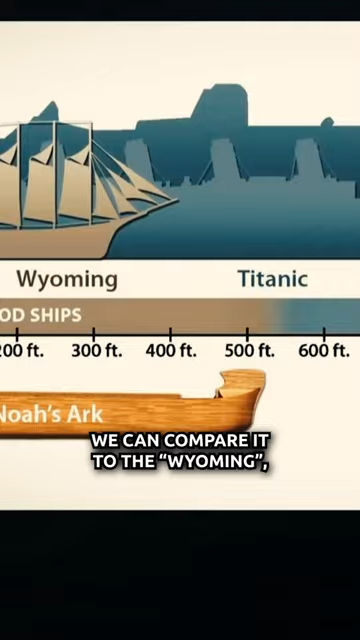 Wyoming Titanic
OD SHIPS
200 ft. 300 ft. 400 ft. 500 ft. 600 ft.
Noah's Ark
WE CAN COMPARE IT
TO THE “WYOMING”,